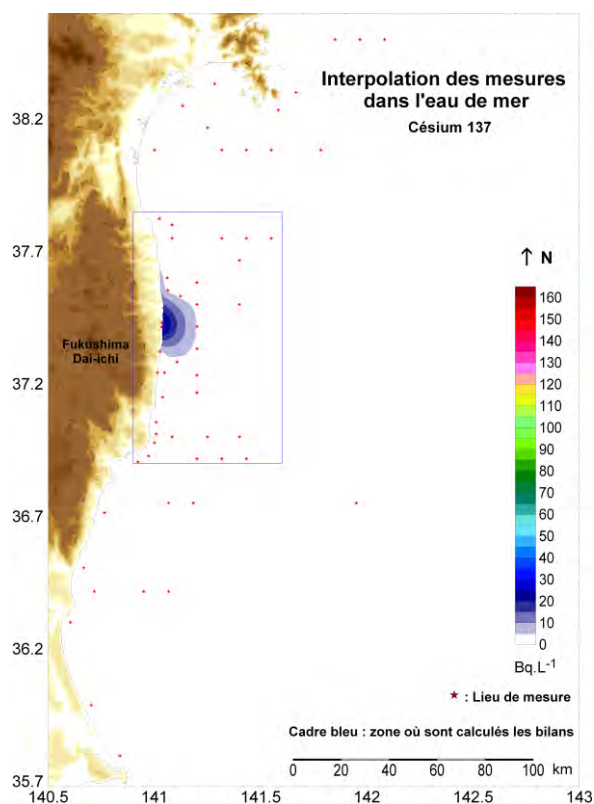 Interpolation des mesures
dans l'eau de mer
Césium 137
38.2
37.7
37.2
36.7
36.2
35.7
Fukushima
Dai-ichi
↑ N
160
150
140
130
120
110
100
90
80
70
60
50
40
30
20
10
0
Bq.L⁻¹
★ : Lieu de mesure
Cadre bleu : zone où sont calculés les bilans
0 20 40 60 80 100 km
140.5 141 141.5 142 142.5 143